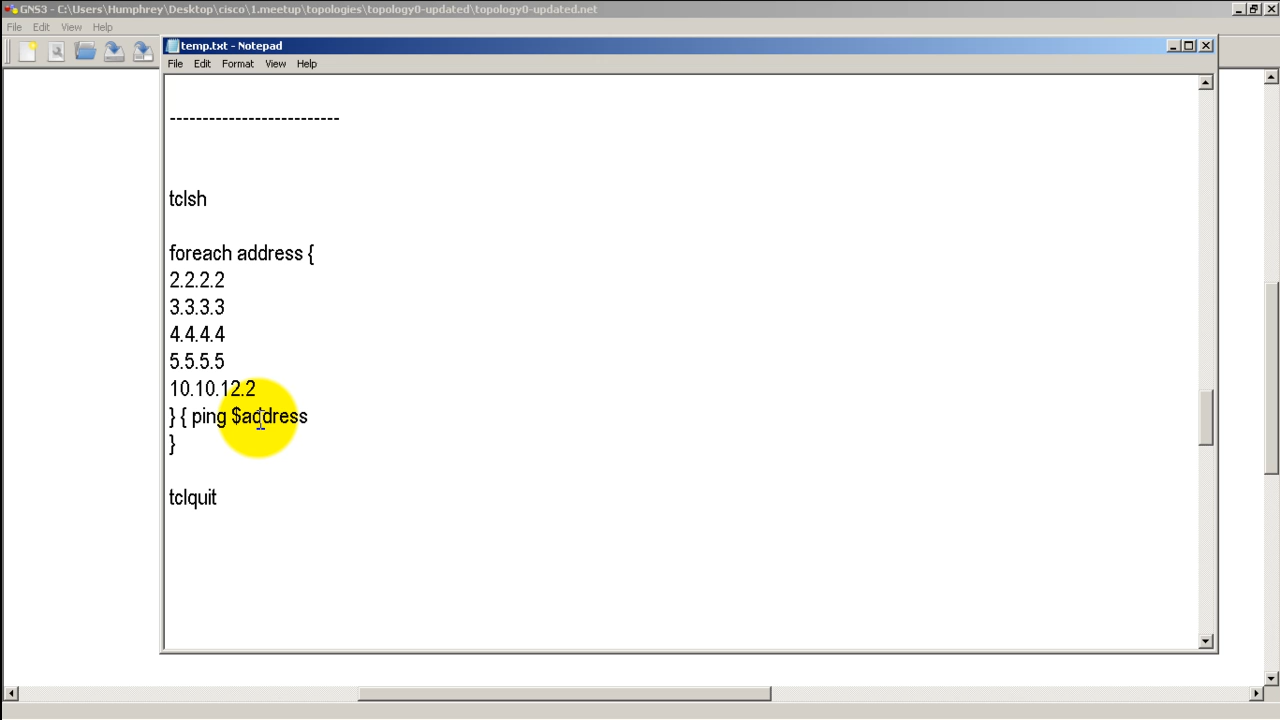 GNS3 - C:\Users\Humphrey\Desktop\cisco\1.meetup\topologies\topology0-updated\topology0-updated.net
File Edit View Help
temp.txt - Notepad
File Edit Format View Help
--------------------------
tclsh
foreach address {
2.2.2.2
3.3.3.3
4.4.4.4
5.5.5.5
10.10.12.2
} { ping $address
}
tclquit